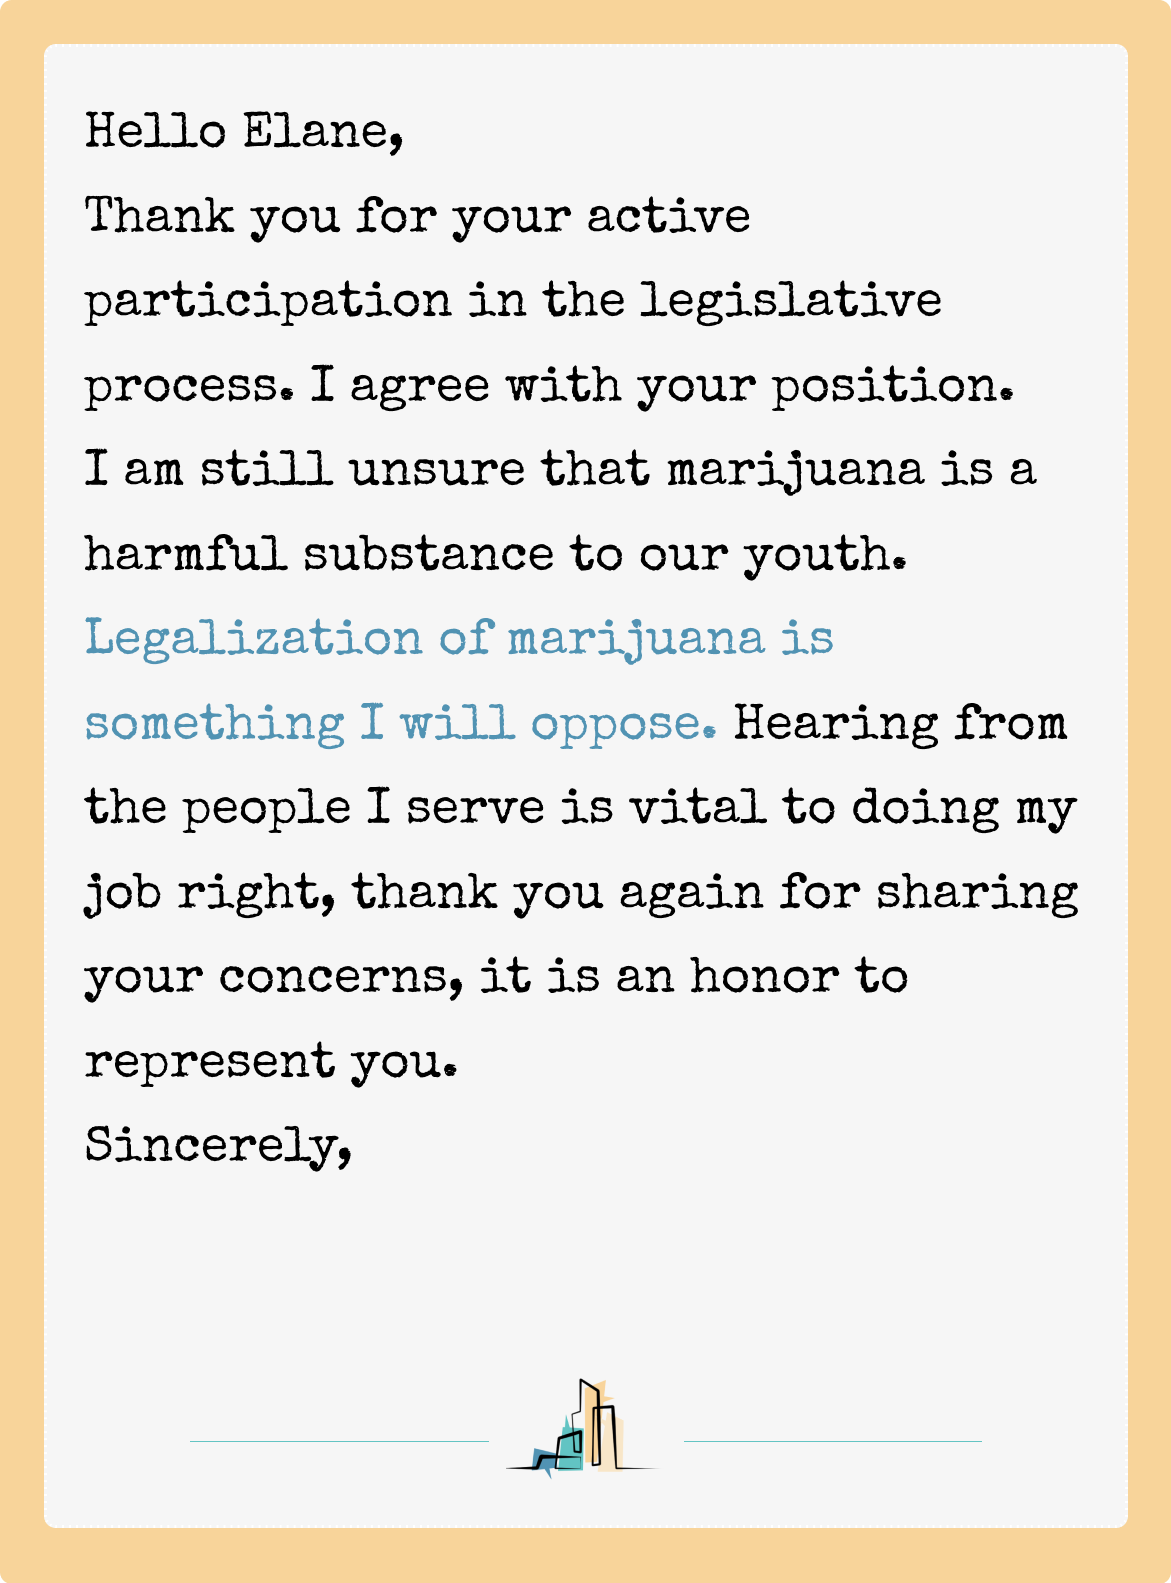 Hello Elane,
Thank you for your active
participation in the legislative
process. I agree with your position.
I am still unsure that marijuana is a
harmful substance to our youth.
Legalization of marijuana is
something I will oppose. Hearing from
the people I serve is vital to doing my
job right, thank you again for sharing
your concerns, it is an honor to
represent you.
Sincerely,